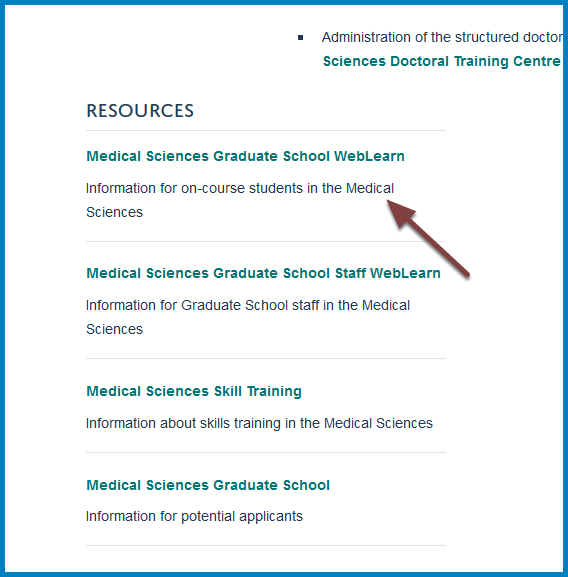 Administration of the structured doctor
Sciences Doctoral Training Centre
RESOURCES
Medical Sciences Graduate School WebLearn
Information for on-course students in the Medical
Sciences
Medical Sciences Graduate School Staff WebLearn
Information for Graduate School staff in the Medical
Sciences
Medical Sciences Skill Training
Information about skills training in the Medical Sciences
Medical Sciences Graduate School
Information for potential applicants